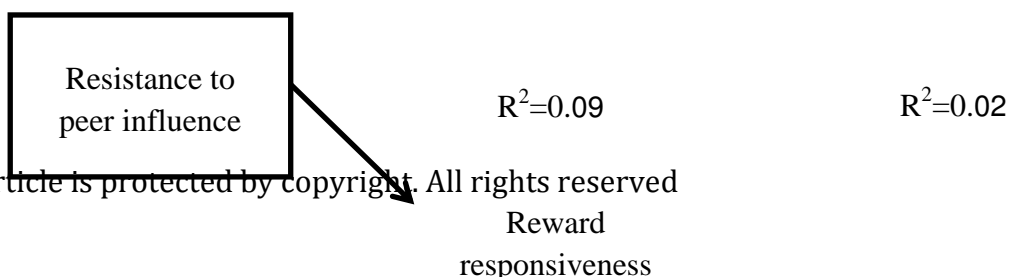 Resistance to
peer influence
R²=0.09
R²=0.02
rticle is protected by copyright. All rights reserved
Reward
responsiveness